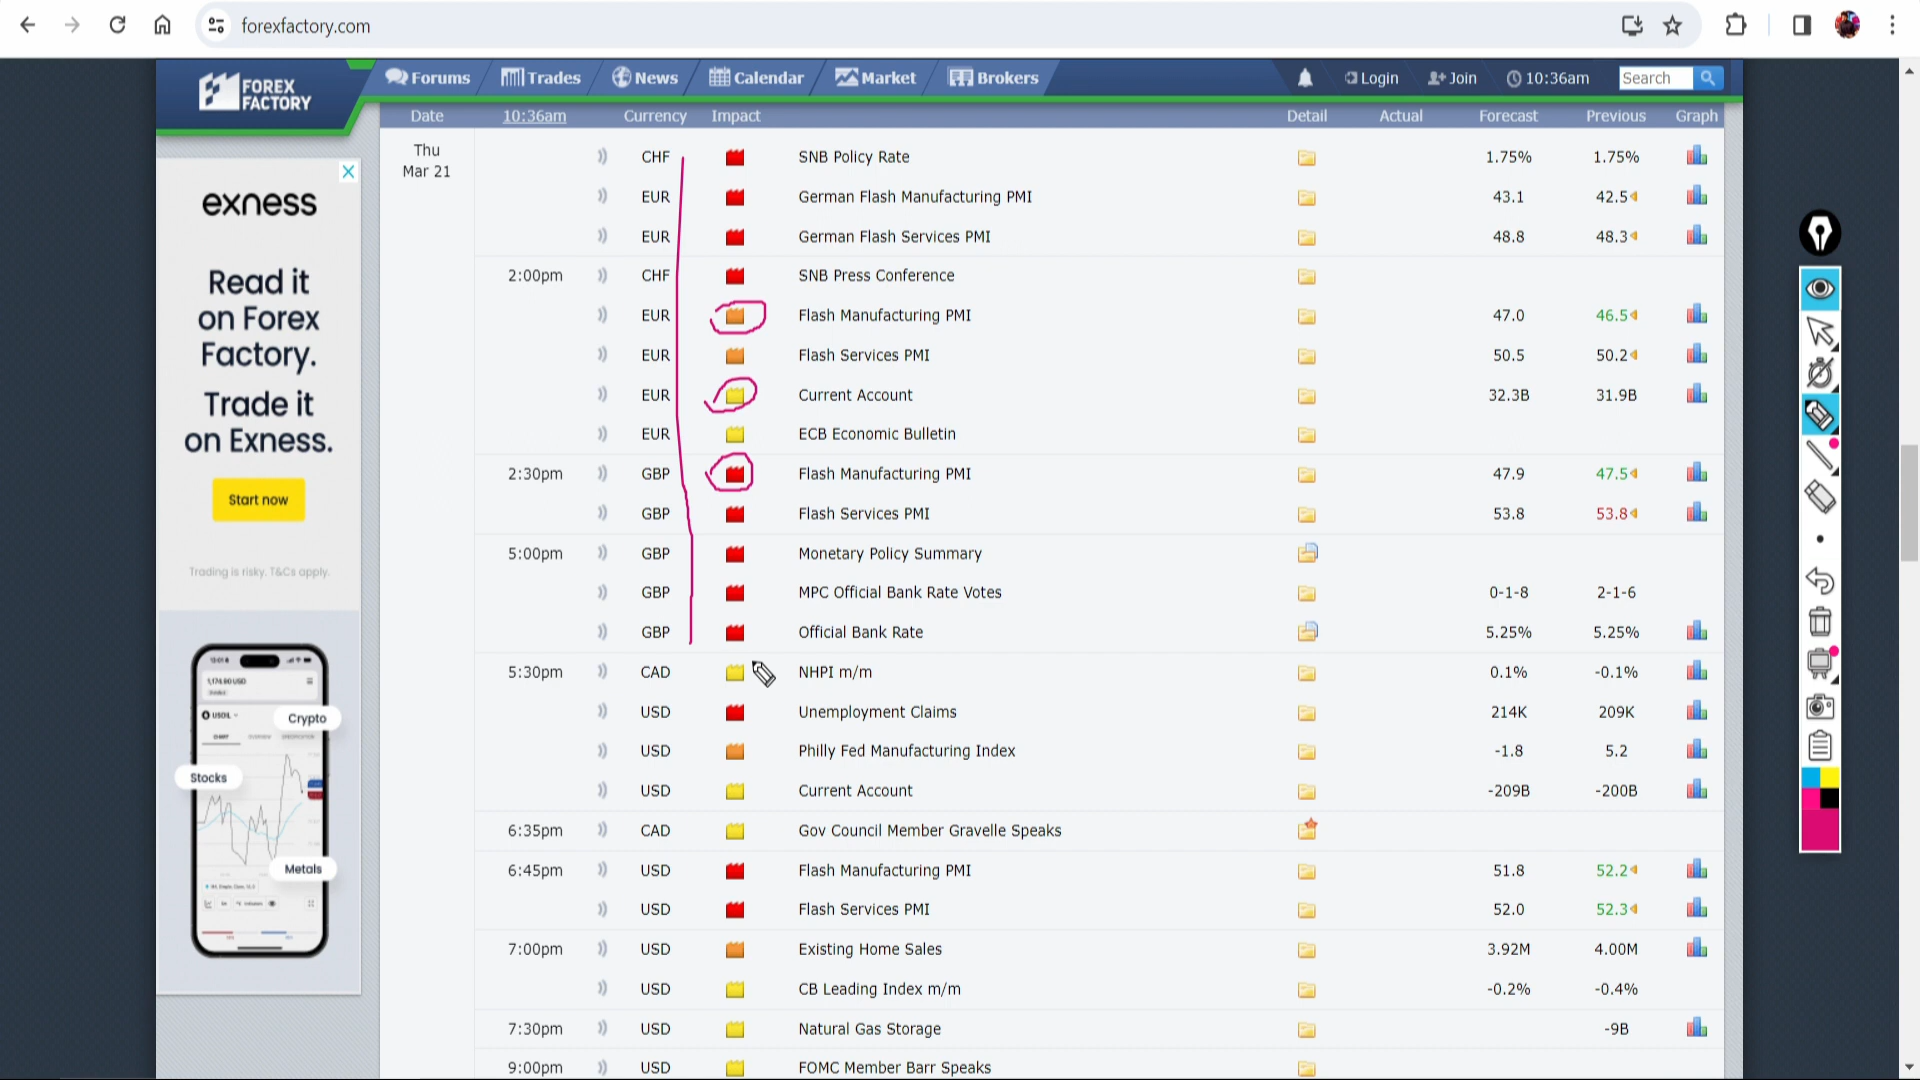 forexfactory.com
FOREX FACTORY
Forums Trades News Calendar Market Brokers Login Join 10:36am Search
Date 10:36am Currency Impact Detail Actual Forecast Previous Graph
Thu
Mar 21
CHF SNB Policy Rate 1.75% 1.75%
EUR German Flash Manufacturing PMI 43.1 42.5
EUR German Flash Services PMI 48.8 48.3
2:00pm CHF SNB Press Conference
EUR Flash Manufacturing PMI 47.0 46.5
EUR Flash Services PMI 50.5 50.2
EUR Current Account 32.3B 31.9B
EUR ECB Economic Bulletin
2:30pm GBP Flash Manufacturing PMI 47.9 47.5
GBP Flash Services PMI 53.8 53.8
5:00pm GBP Monetary Policy Summary
GBP MPC Official Bank Rate Votes 0-1-8 2-1-6
GBP Official Bank Rate 5.25% 5.25%
5:30pm CAD NHPI m/m 0.1% -0.1%
USD Unemployment Claims 214K 209K
USD Philly Fed Manufacturing Index -1.8 5.2
USD Current Account -209B -200B
6:35pm CAD Gov Council Member Gravelle Speaks
6:45pm USD Flash Manufacturing PMI 51.8 52.2
USD Flash Services PMI 52.0 52.3
7:00pm USD Existing Home Sales 3.92M 4.00M
USD CB Leading Index m/m -0.2% -0.4%
7:30pm USD Natural Gas Storage -9B
9:00pm USD FOMC Member Barr Speaks
exness
Read it
on Forex
Factory.
Trade it
on Exness.
Start now
Trading is risky. T&Cs apply.
Crypto
Stocks
Metals